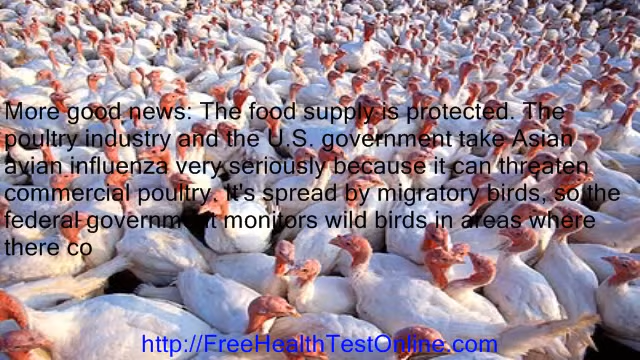 More good news: The food supply is protected. The
poultry industry and the U.S. government take Asian
avian influenza very seriously because it can threaten
commercial poultry. It's spread by migratory birds, so the
federal government monitors wild birds in areas where
there co
http://FreeHealthTestOnline.com